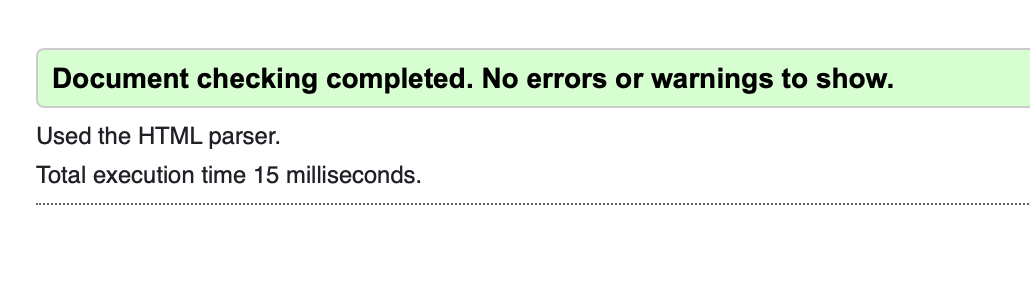 Document checking completed. No errors or warnings to show.
Used the HTML parser.
Total execution time 15 milliseconds.